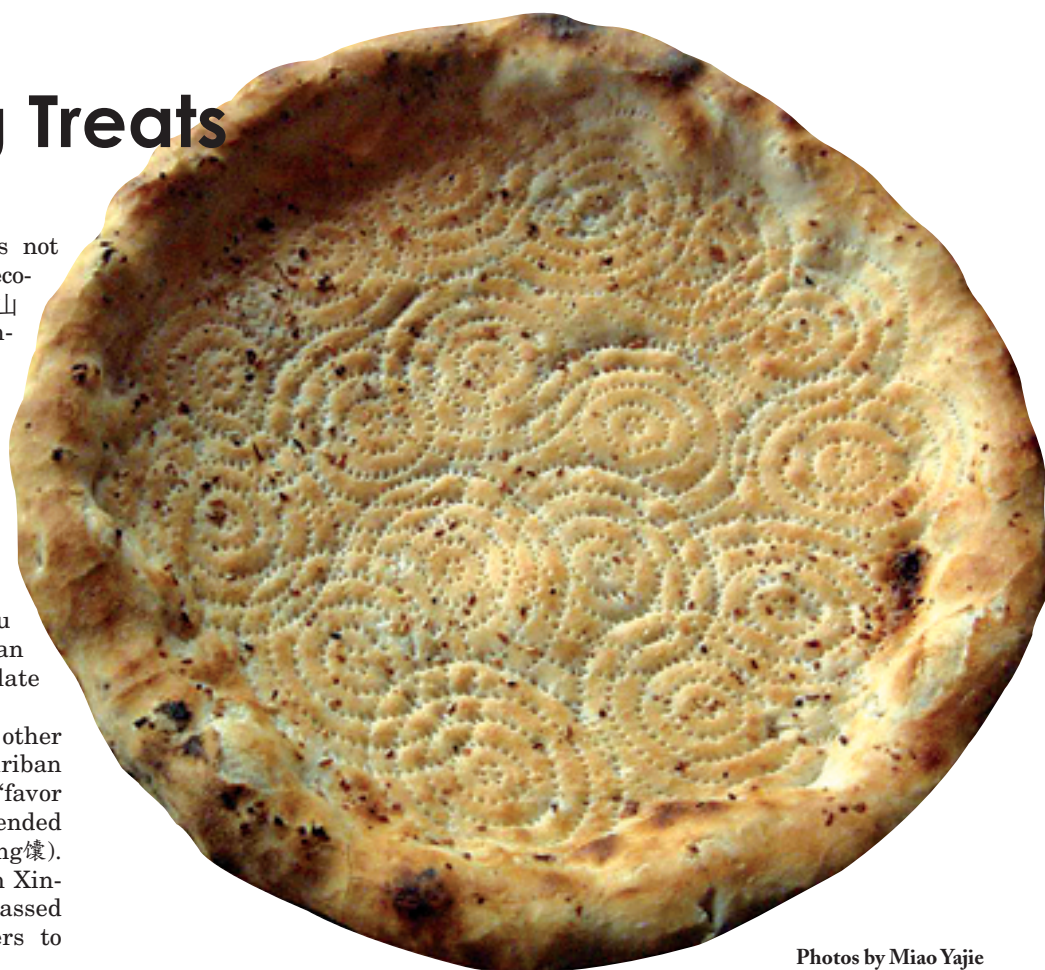 g Treats
s not
eco-
山
n-
u
an
late
other
riban
“favor
ended
ng馕).
n Xin-
assed
ers to
Photos by Miao Yajie